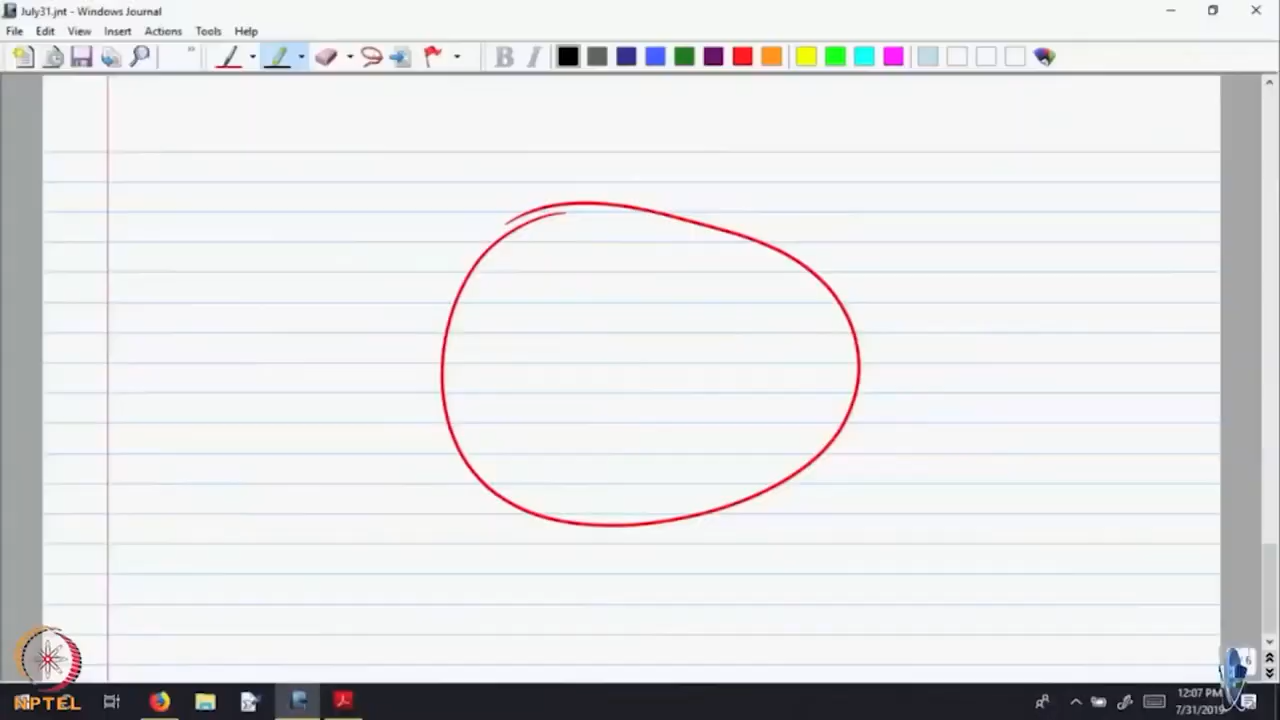 July31.jnt - Windows Journal
File Edit View Insert Actions Tools Help
B I
NPTEL
12:07 PM
7/31/2019